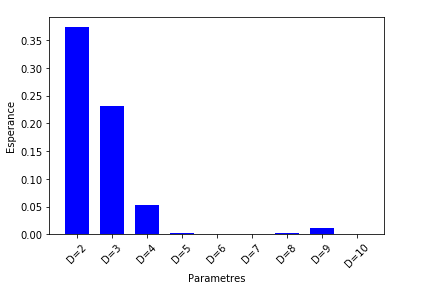 Esperance
0.35
0.30
0.25
0.20
0.15
0.10
0.05
0.00
D=2
D=3
D=4
D=5
D=6
D=7
D=8
D=9
D=10
Parametres